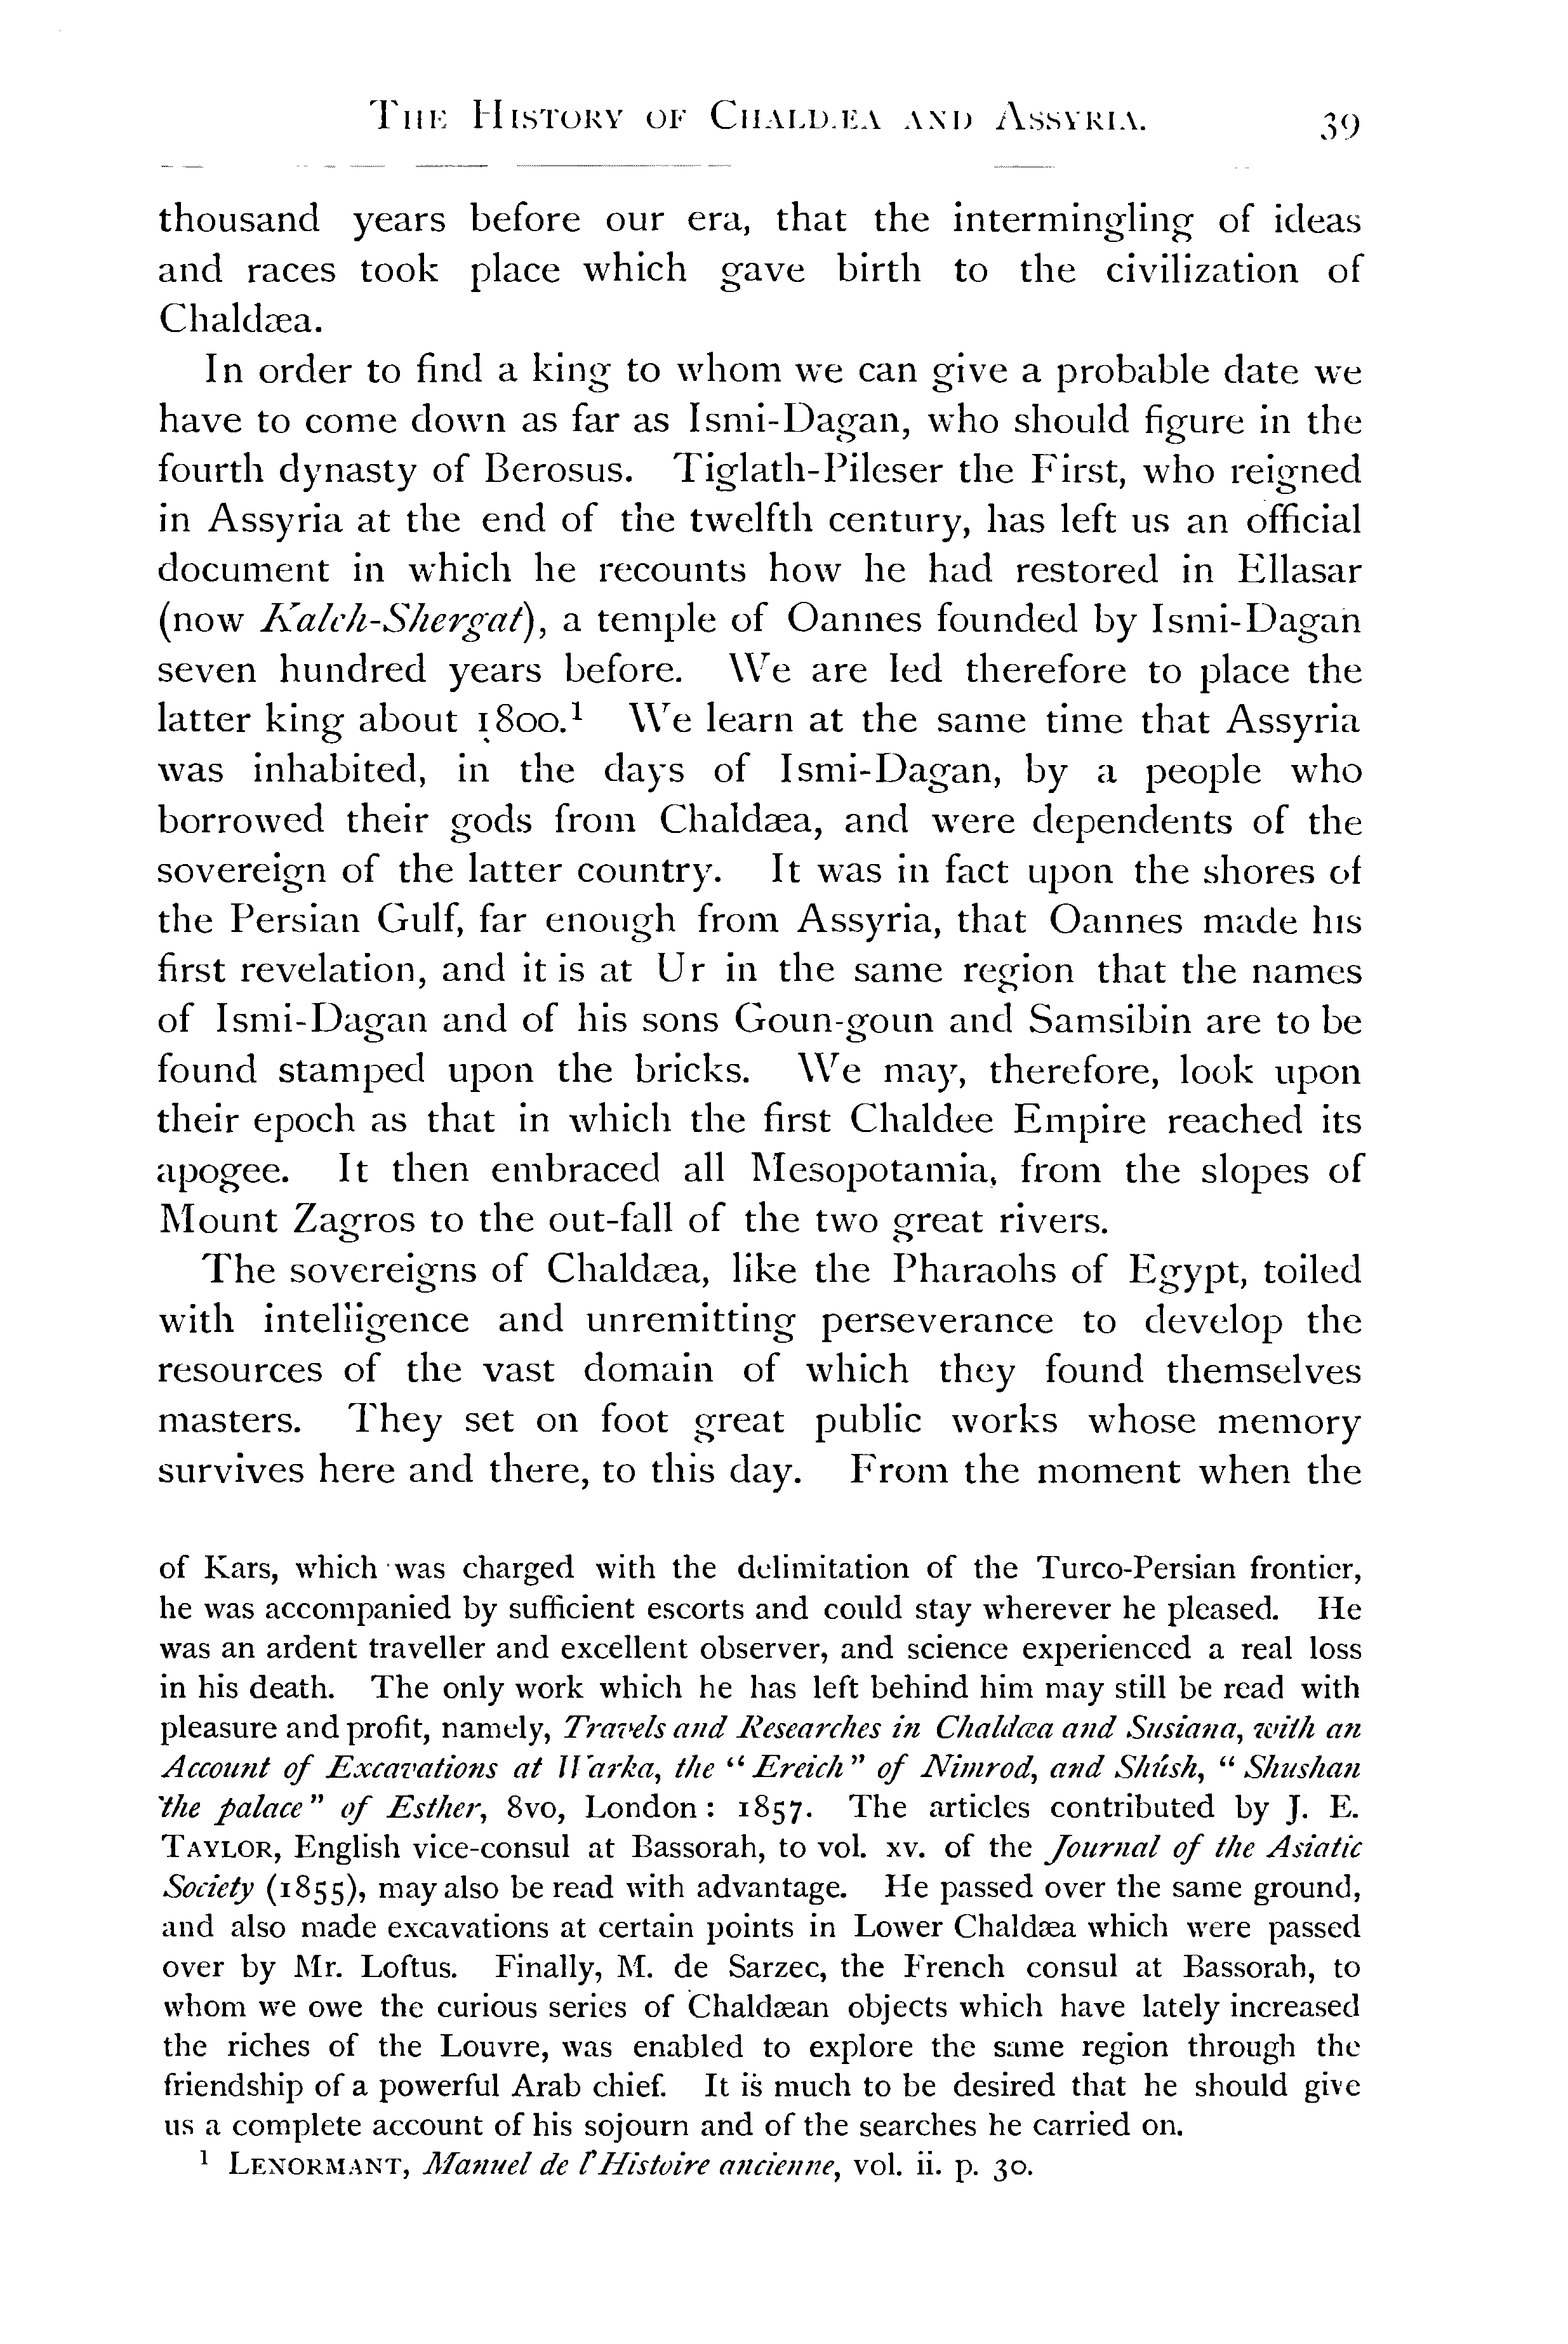 THE HISTORY OF CHALDÆA AND ASSYRIA. 39
thousand years before our era, that the intermingling of ideas
and races took place which gave birth to the civilization of
Chaldæa.
In order to find a king to whom we can give a probable date we
have to come down as far as Ismi-Dagan, who should figure in the
fourth dynasty of Berosus. Tiglath-Pileser the First, who reigned
in Assyria at the end of the twelfth century, has left us an official
document in which he recounts how he had restored in Ellasar
(now Kaleh-Shergat), a temple of Oannes founded by Ismi-Dagan
seven hundred years before. We are led therefore to place the
latter king about 1800.¹ We learn at the same time that Assyria
was inhabited, in the days of Ismi-Dagan, by a people who
borrowed their gods from Chaldæa, and were dependents of the
sovereign of the latter country. It was in fact upon the shores of
the Persian Gulf, far enough from Assyria, that Oannes made his
first revelation, and it is at Ur in the same region that the names
of Ismi-Dagan and of his sons Goun-goun and Samsibin are to be
found stamped upon the bricks. We may, therefore, look upon
their epoch as that in which the first Chaldee Empire reached its
apogee. It then embraced all Mesopotamia, from the slopes of
Mount Zagros to the out-fall of the two great rivers.
The sovereigns of Chaldæa, like the Pharaohs of Egypt, toiled
with intelligence and unremitting perseverance to develop the
resources of the vast domain of which they found themselves
masters. They set on foot great public works whose memory
survives here and there, to this day. From the moment when the
of Kars, which was charged with the delimitation of the Turco-Persian frontier,
he was accompanied by sufficient escorts and could stay wherever he pleased. He
was an ardent traveller and excellent observer, and science experienced a real loss
in his death. The only work which he has left behind him may still be read with
pleasure and profit, namely, Travels and Researches in Chaldæa and Susiana, with an
Account of Excavations at Warka, the “Ereich” of Nimrod, and Shúsh, “Shushan
the palace” of Esther, 8vo, London: 1857. The articles contributed by J. E.
TAYLOR, English vice-consul at Bassorah, to vol. xv. of the Journal of the Asiatic
Society (1855), may also be read with advantage. He passed over the same ground,
and also made excavations at certain points in Lower Chaldæa which were passed
over by Mr. Loftus. Finally, M. de Sarzec, the French consul at Bassorah, to
whom we owe the curious series of Chaldæan objects which have lately increased
the riches of the Louvre, was enabled to explore the same region through the
friendship of a powerful Arab chief. It is much to be desired that he should give
us a complete account of his sojourn and of the searches he carried on.
¹ LENORMANT, Manuel de l'Histoire ancienne, vol. ii. p. 30.